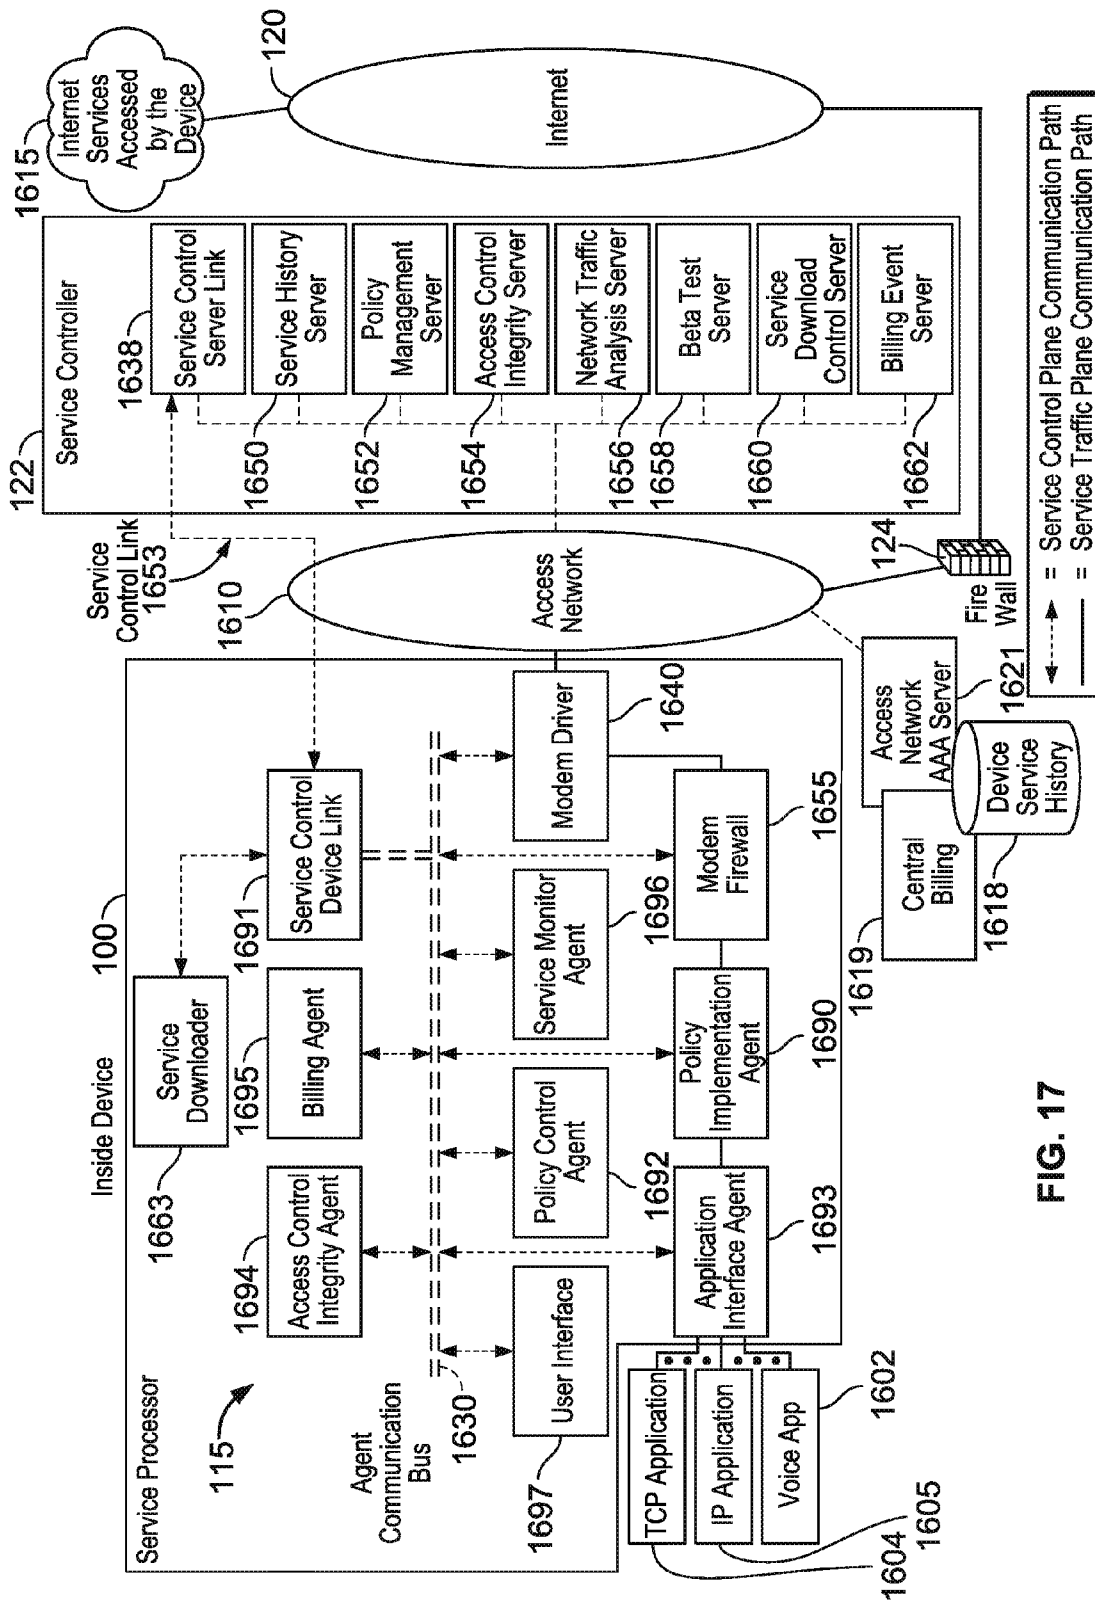 Inside Device
100
Service Processor
115
1663
Service
Downloader
1694
Access Control
Integrity Agent
1695
Billing Agent
1691
Service Control
Device Link
Agent
Communication
Bus
1630
1697
User Interface
Policy Control
Agent
1692
Service Monitor
Agent
1696
Modem Driver
1640
Application
Interface Agent
1693
Policy
Implementation
Agent
1690
Modem
Firewall
1655
TCP Application
IP Application
Voice App
1604
1605
1602
Service
Control Link
1653
1610
Access
Network
122
Service Controller
1638
Service Control
Server Link
1650
Service History
Server
1652
Policy
Management
Server
1654
Access Control
Integrity Server
1656
Network Traffic
Analysis Server
1658
Beta Test
Server
1660
Service
Download
Control Server
1662
Billing Event
Server
1615
Internet
Services
Accessed
by the
Device
120
Internet
124
Fire
Wall
Access
Network
AAA Server
1621
1619
Central
Billing
Device
Service
History
1618
= Service Control Plane Communication Path
= Service Traffic Plane Communication Path
FIG. 17